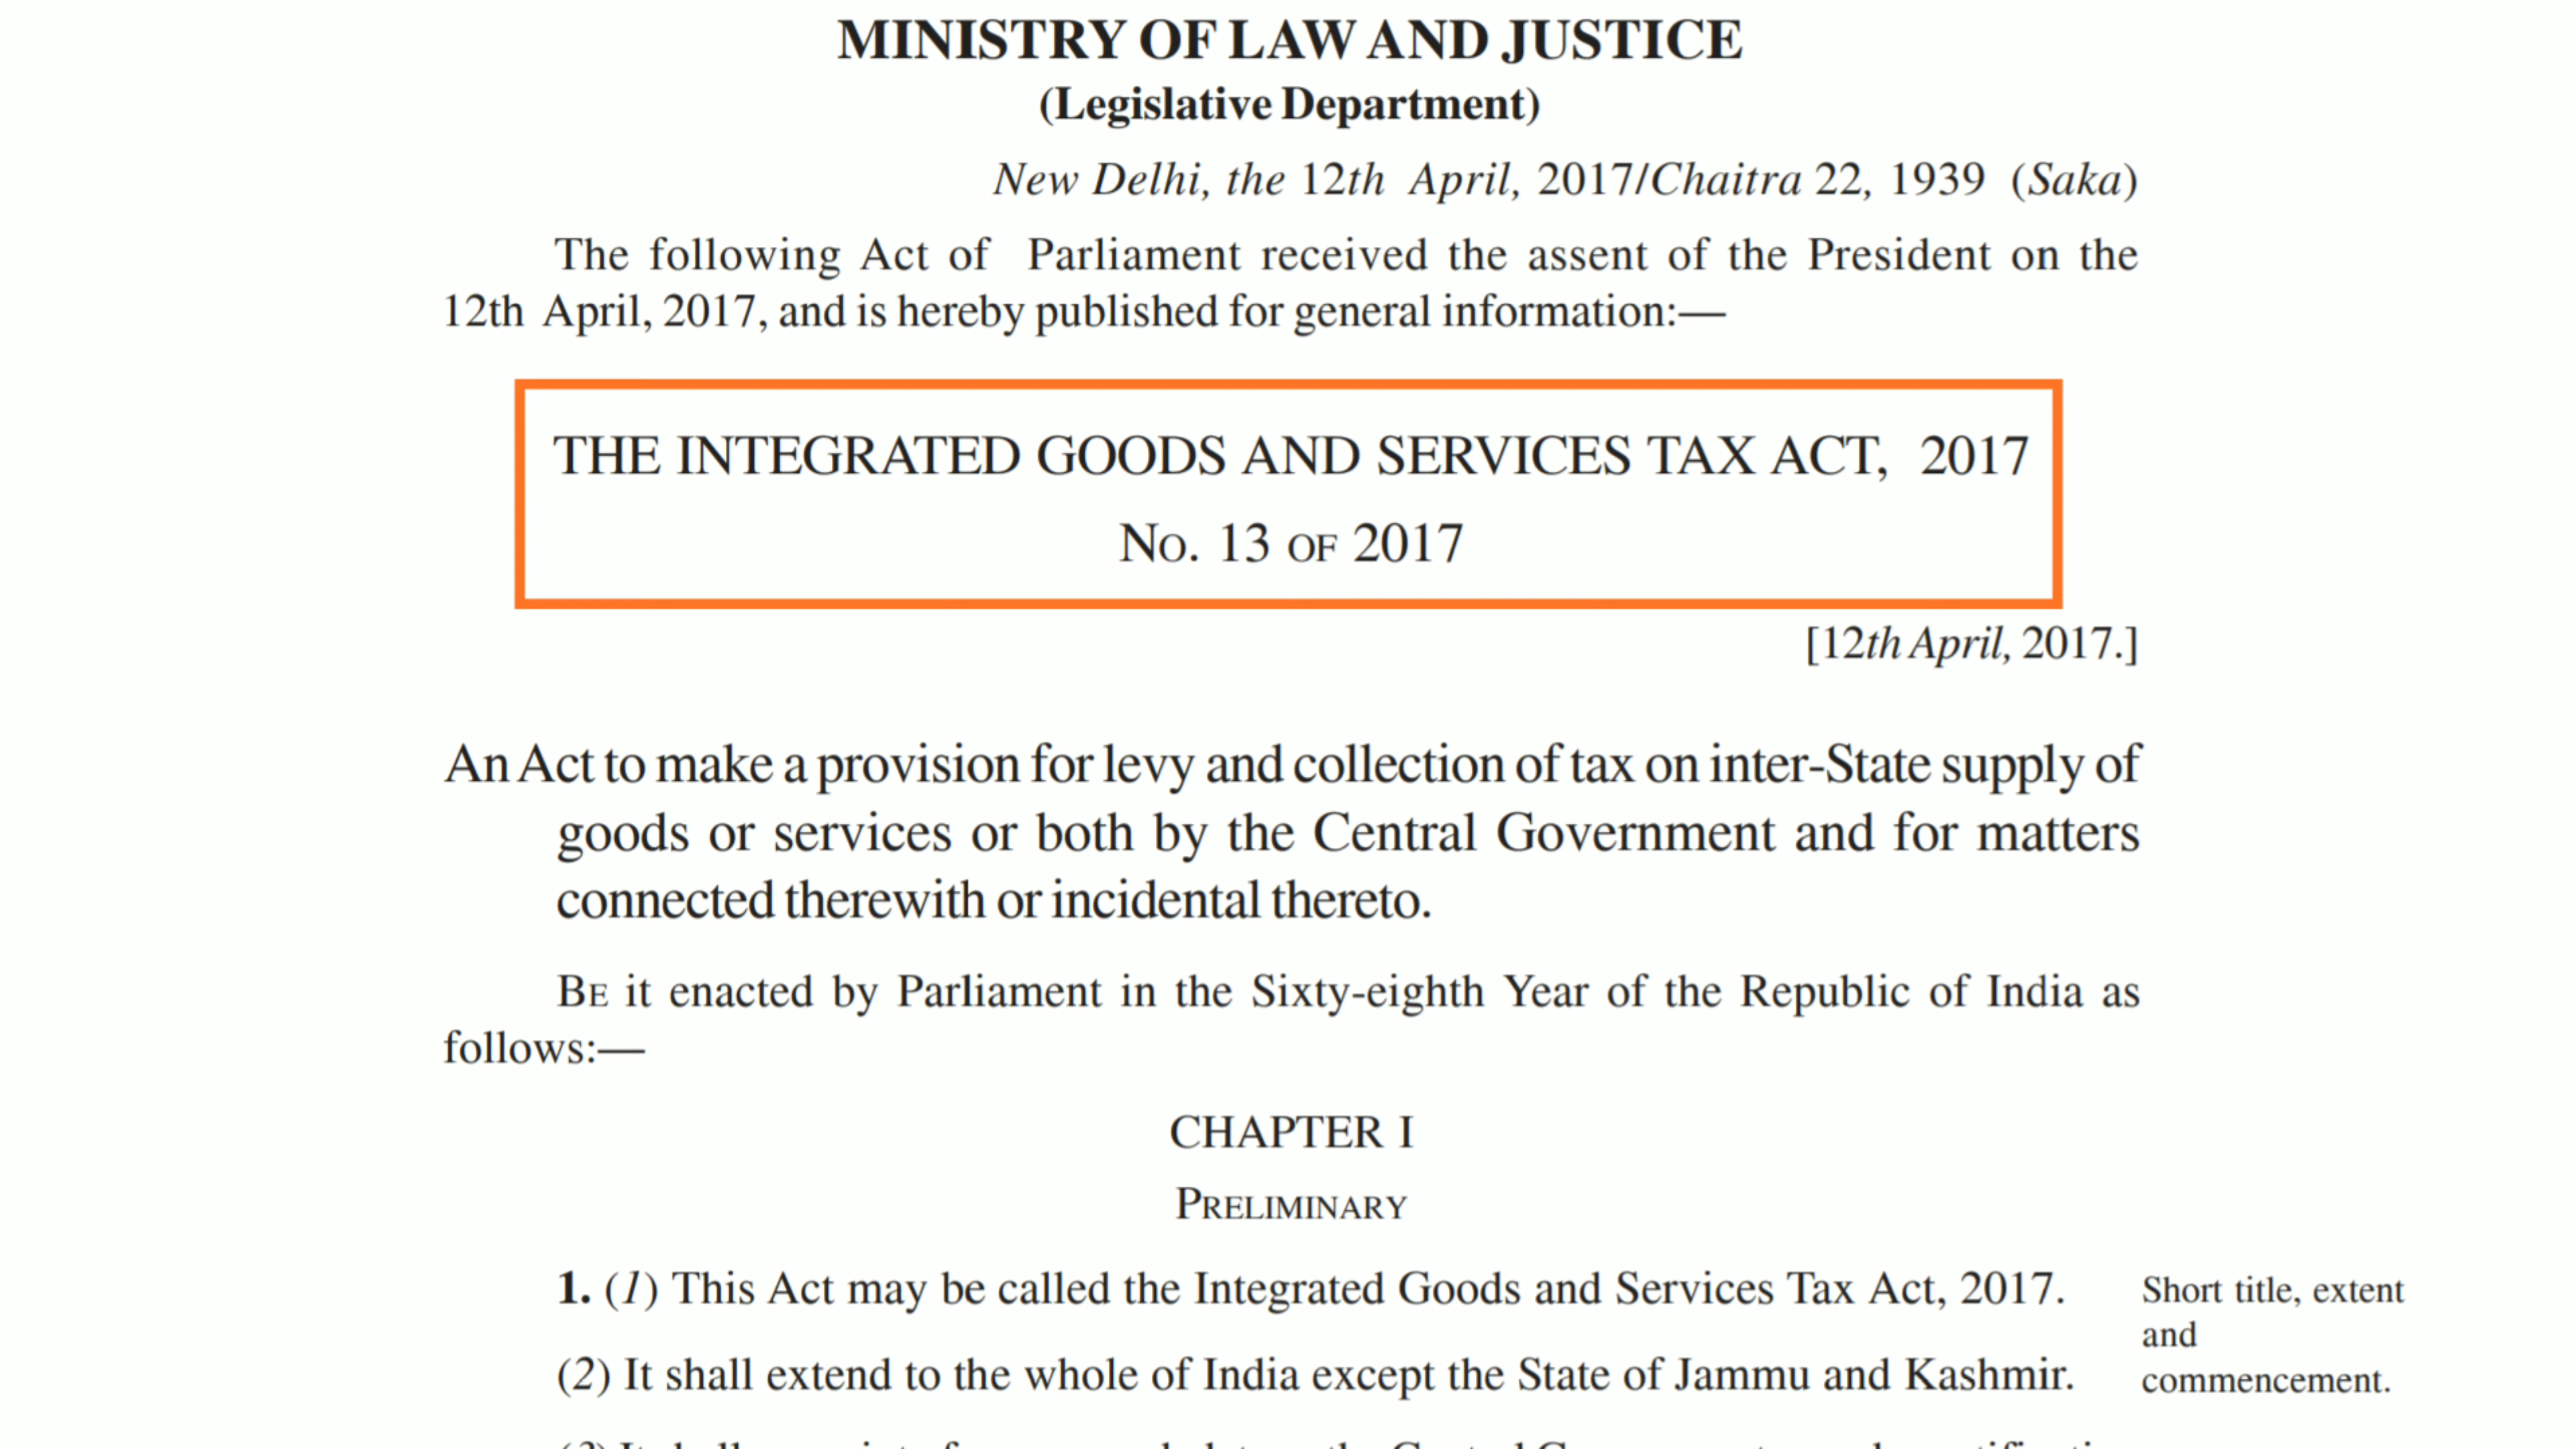 MINISTRY OF LAW AND JUSTICE
(Legislative Department)
New Delhi, the 12th April, 2017/Chaitra 22, 1939 (Saka)
The following Act of Parliament received the assent of the President on the
12th April, 2017, and is hereby published for general information:—
THE INTEGRATED GOODS AND SERVICES TAX ACT, 2017
No. 13 OF 2017
[12th April, 2017.]
An Act to make a provision for levy and collection of tax on inter-State supply of
goods or services or both by the Central Government and for matters
connected therewith or incidental thereto.
BE it enacted by Parliament in the Sixty-eighth Year of the Republic of India as
follows:—
CHAPTER I
PRELIMINARY
1. (1) This Act may be called the Integrated Goods and Services Tax Act, 2017.
Short title, extent
and
commencement.
(2) It shall extend to the whole of India except the State of Jammu and Kashmir.